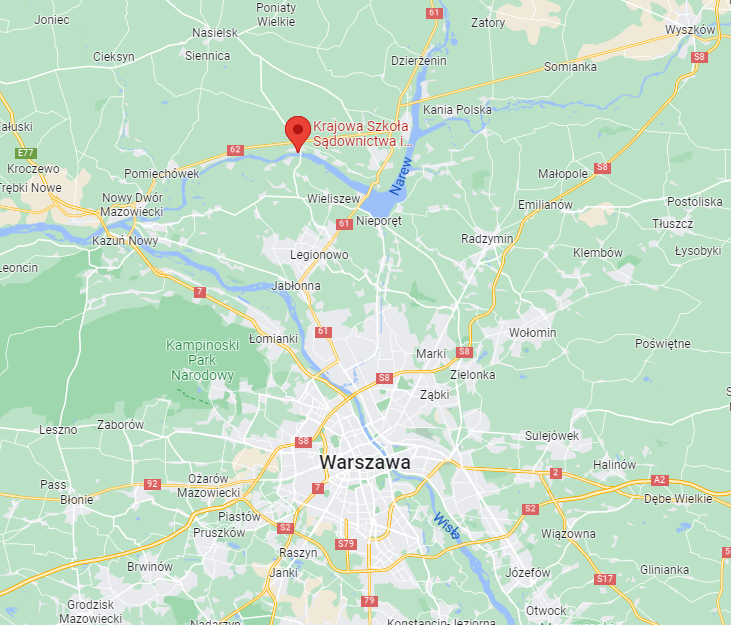 Joniec
Poniaty
Wielkie
61
Zatory
Nasielsk
Wyszków
Siennica
Cieksyn
Dzierżenin
S8
Somianka
Kania Polska
Krajowa Szkoła
Sądownictwa i...
62
E77
Kroczewo
Pomiechówek
S8
Małopole
Narew
Nowy Dwór
Mazowiecki
Wieliszew
Emilianów
Postoliska
61
Nieporęt
Tłuszcz
Kazuń Nowy
Radzymin
Legionowo
Klembów
Łysobyki
Jabłonna
7
61
Łomianki
Wołomin
Kampinoski
Park
Narodowy
Marki
S8
Poświętne
S8
Zielonka
Ząbki
Leszno
Zaborów
S8
Sulejówek
Warszawa
Halinów
2
A2
Pass
92
Ożarów
Mazowiecki
7
Błonie
Dębe Wielkie
S2
Piastów
Wisła
Pruszków
S2
Wiązowna
S79
Raszyn
Brwinów
Janki
Józefów
S17
Glinianka
79
Grodzisk
Mazowiecki
Otwock